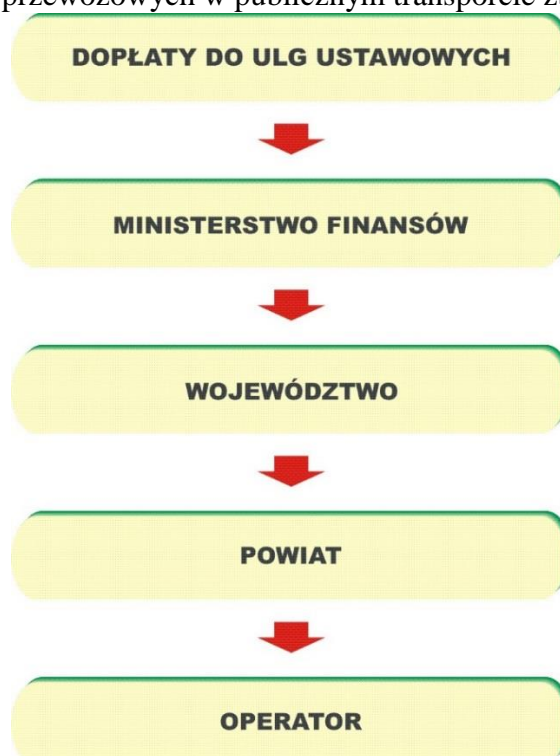 przewozowych w publicznym transporcie
DOPŁATY DO ULG USTAWOWYCH
MINISTERSTWO FINANSÓW
WOJEWÓDZTWO
POWIAT
OPERATOR